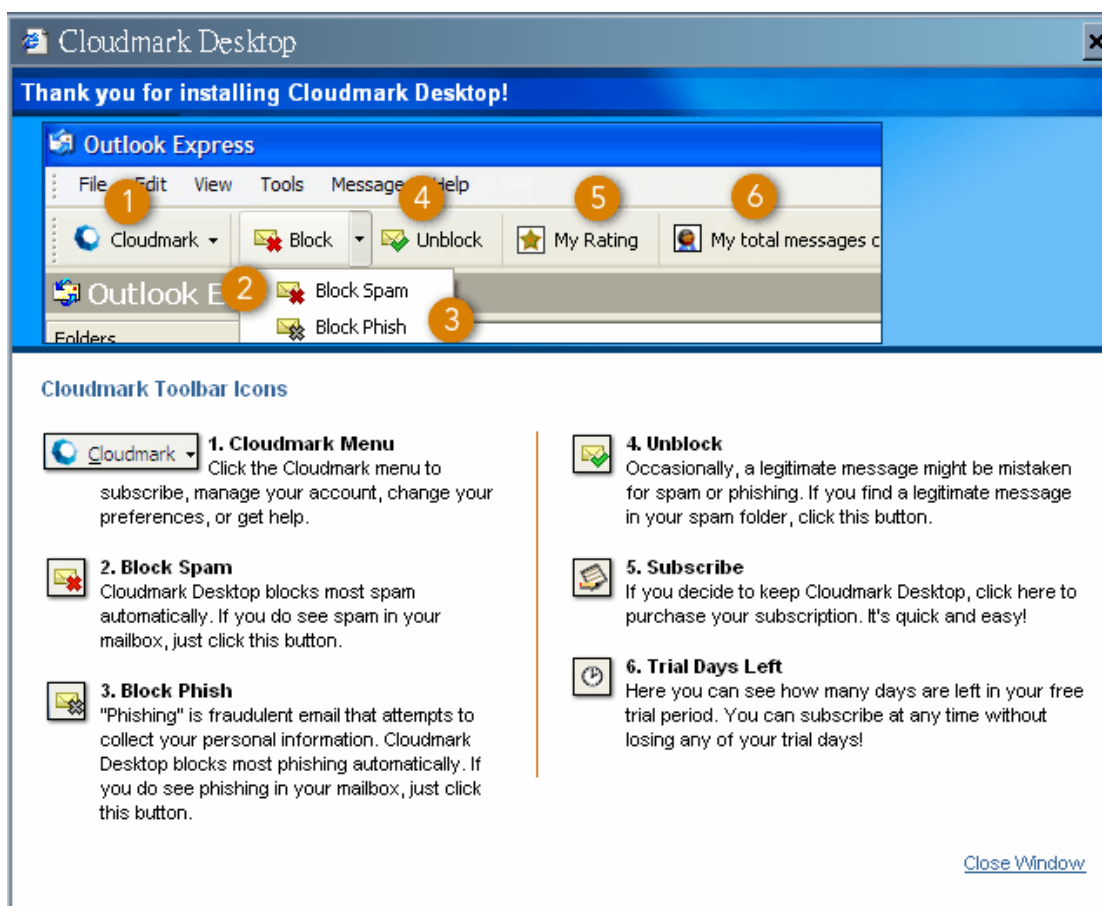 Cloudmark Desktop
Thank you for installing Cloudmark Desktop!
Outlook Express
File Edit View Tools Message Help
1 4 5 6
Cloudmark Block Unblock My Rating My total messages c
Outlook E
2 Block Spam
Block Phish 3
Folders
Cloudmark Toolbar Icons
Cloudmark
1. Cloudmark Menu
Click the Cloudmark menu to
subscribe, manage your account, change your
preferences, or get help.
2. Block Spam
Cloudmark Desktop blocks most spam
automatically. If you do see spam in your
mailbox, just click this button.
3. Block Phish
"Phishing" is fraudulent email that attempts to
collect your personal information. Cloudmark
Desktop blocks most phishing automatically. If
you do see phishing in your mailbox, just click
this button.
4. Unblock
Occasionally, a legitimate message might be mistaken
for spam or phishing. If you find a legitimate message
in your spam folder, click this button.
5. Subscribe
If you decide to keep Cloudmark Desktop, click here to
purchase your subscription. It's quick and easy!
6. Trial Days Left
Here you can see how many days are left in your free
trial period. You can subscribe at any time without
losing any of your trial days!
Close Window